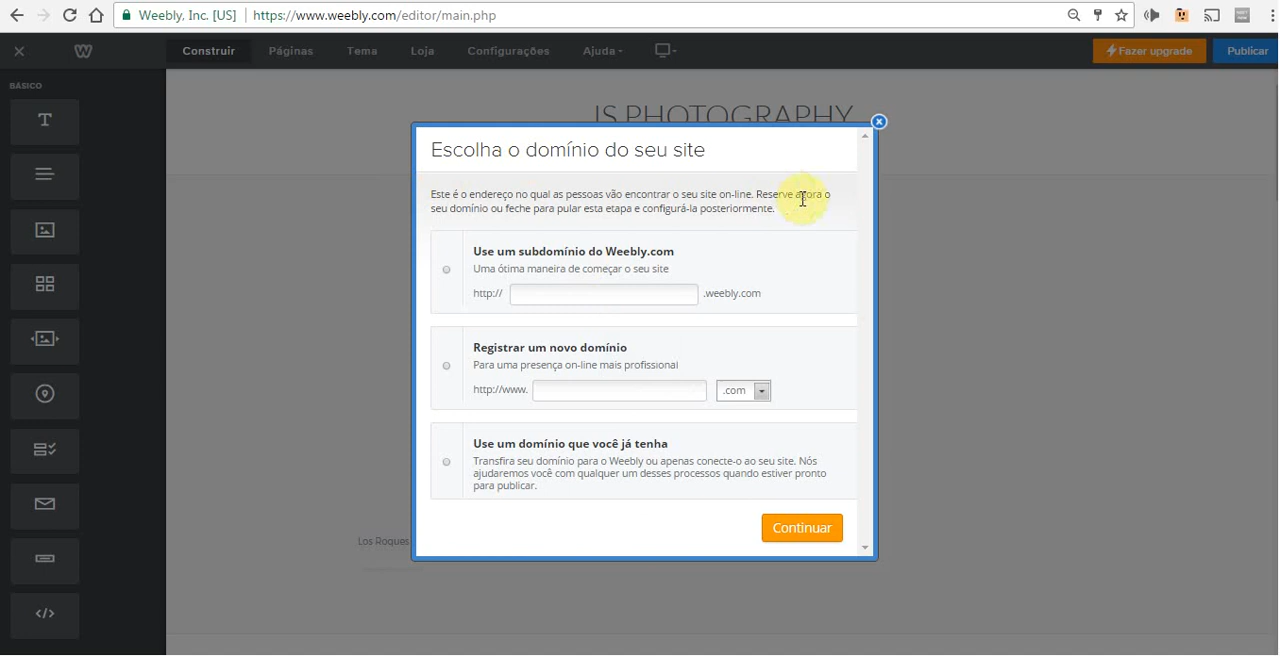 Weebly, Inc. [US] https://www.weebly.com/editor/main.php
Construir Páginas Tema Loja Configurações Ajuda Fazer upgrade Publicar
BÁSICO
JS PHOTOGRAPHY
Escolha o domínio do seu site
Este é o endereço no qual as pessoas vão encontrar o seu site on-line. Reserve agora o
seu domínio ou feche para pular esta etapa e configurá-la posteriormente.
Use um subdomínio do Weebly.com
Uma ótima maneira de começar o seu site
http:// .weebly.com
Registrar um novo domínio
Para uma presença on-line mais profissional
http://www. .com
Use um domínio que você já tenha
Transfira seu domínio para o Weebly ou apenas conecte-o ao seu site. Nós
ajudaremos você com qualquer um desses processos quando estiver pronto
para publicar.
Los Roques
Continuar